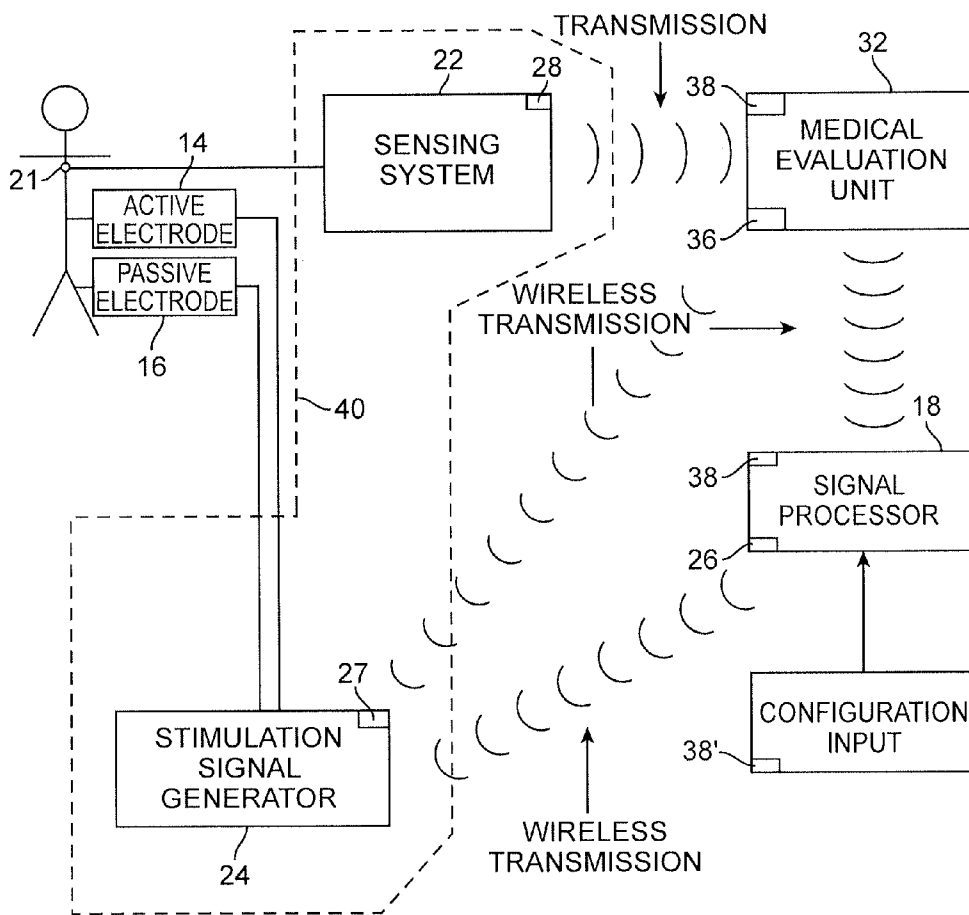 TRANSMISSION
22
28
38
32
SENSING
SYSTEM
MEDICAL
EVALUATION
UNIT
21
14
ACTIVE
ELECTRODE
36
PASSIVE
ELECTRODE
16
WIRELESS
TRANSMISSION
40
18
38
SIGNAL
PROCESSOR
26
27
STIMULATION
SIGNAL
GENERATOR
CONFIGURATION
INPUT
38'
24
WIRELESS
TRANSMISSION